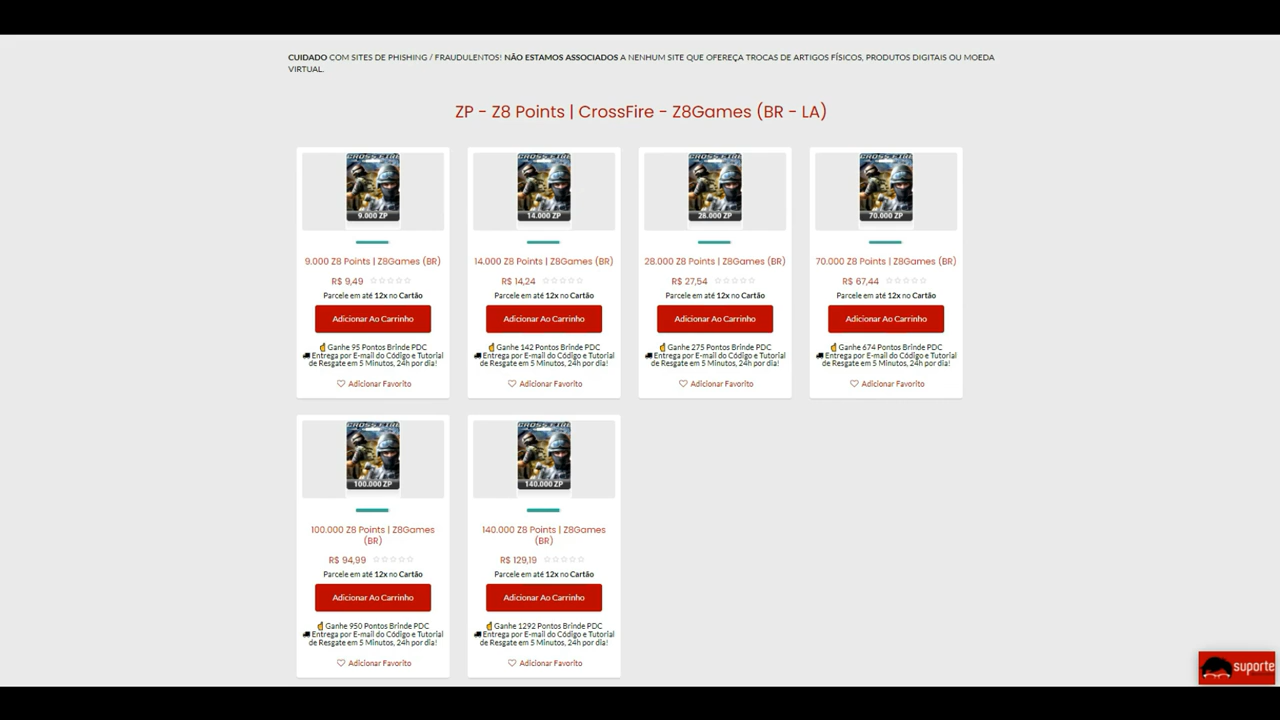 CUIDADO COM SITES DE PHISHING / FRAUDULENTOS! NÃO ESTAMOS ASSOCIADOS A NENHUM SITE QUE OFEREÇA TROCAS DE ARTIGOS FÍSICOS, PRODUTOS DIGITAIS OU MOEDA
VIRTUAL.
ZP - Z8 Points | CrossFire - Z8Games (BR - LA)
CROSS FIRE
9.000 ZP
9.000 Z8 Points | Z8Games (BR)
R$ 9,49
Parcele em até 12x no Cartão
Adicionar Ao Carrinho
Ganhe 95 Pontos Brinde PDC
Entrega por E-mail do Código e Tutorial
de Resgate em 5 Minutos, 24h por dia!
Adicionar Favorito
CROSS FIRE
14.000 ZP
14.000 Z8 Points | Z8Games (BR)
R$ 14,24
Parcele em até 12x no Cartão
Adicionar Ao Carrinho
Ganhe 142 Pontos Brinde PDC
Entrega por E-mail do Código e Tutorial
de Resgate em 5 Minutos, 24h por dia!
Adicionar Favorito
CROSS FIRE
28.000 ZP
28.000 Z8 Points | Z8Games (BR)
R$ 27,54
Parcele em até 12x no Cartão
Adicionar Ao Carrinho
Ganhe 275 Pontos Brinde PDC
Entrega por E-mail do Código e Tutorial
de Resgate em 5 Minutos, 24h por dia!
Adicionar Favorito
CROSS FIRE
70.000 ZP
70.000 Z8 Points | Z8Games (BR)
R$ 67,44
Parcele em até 12x no Cartão
Adicionar Ao Carrinho
Ganhe 674 Pontos Brinde PDC
Entrega por E-mail do Código e Tutorial
de Resgate em 5 Minutos, 24h por dia!
Adicionar Favorito
CROSS FIRE
100.000 ZP
100.000 Z8 Points | Z8Games
(BR)
R$ 94,99
Parcele em até 12x no Cartão
Adicionar Ao Carrinho
Ganhe 950 Pontos Brinde PDC
Entrega por E-mail do Código e Tutorial
de Resgate em 5 Minutos, 24h por dia!
Adicionar Favorito
CROSS FIRE
140.000 ZP
140.000 Z8 Points | Z8Games
(BR)
R$ 129,19
Parcele em até 12x no Cartão
Adicionar Ao Carrinho
Ganhe 1292 Pontos Brinde PDC
Entrega por E-mail do Código e Tutorial
de Resgate em 5 Minutos, 24h por dia!
Adicionar Favorito
suporte